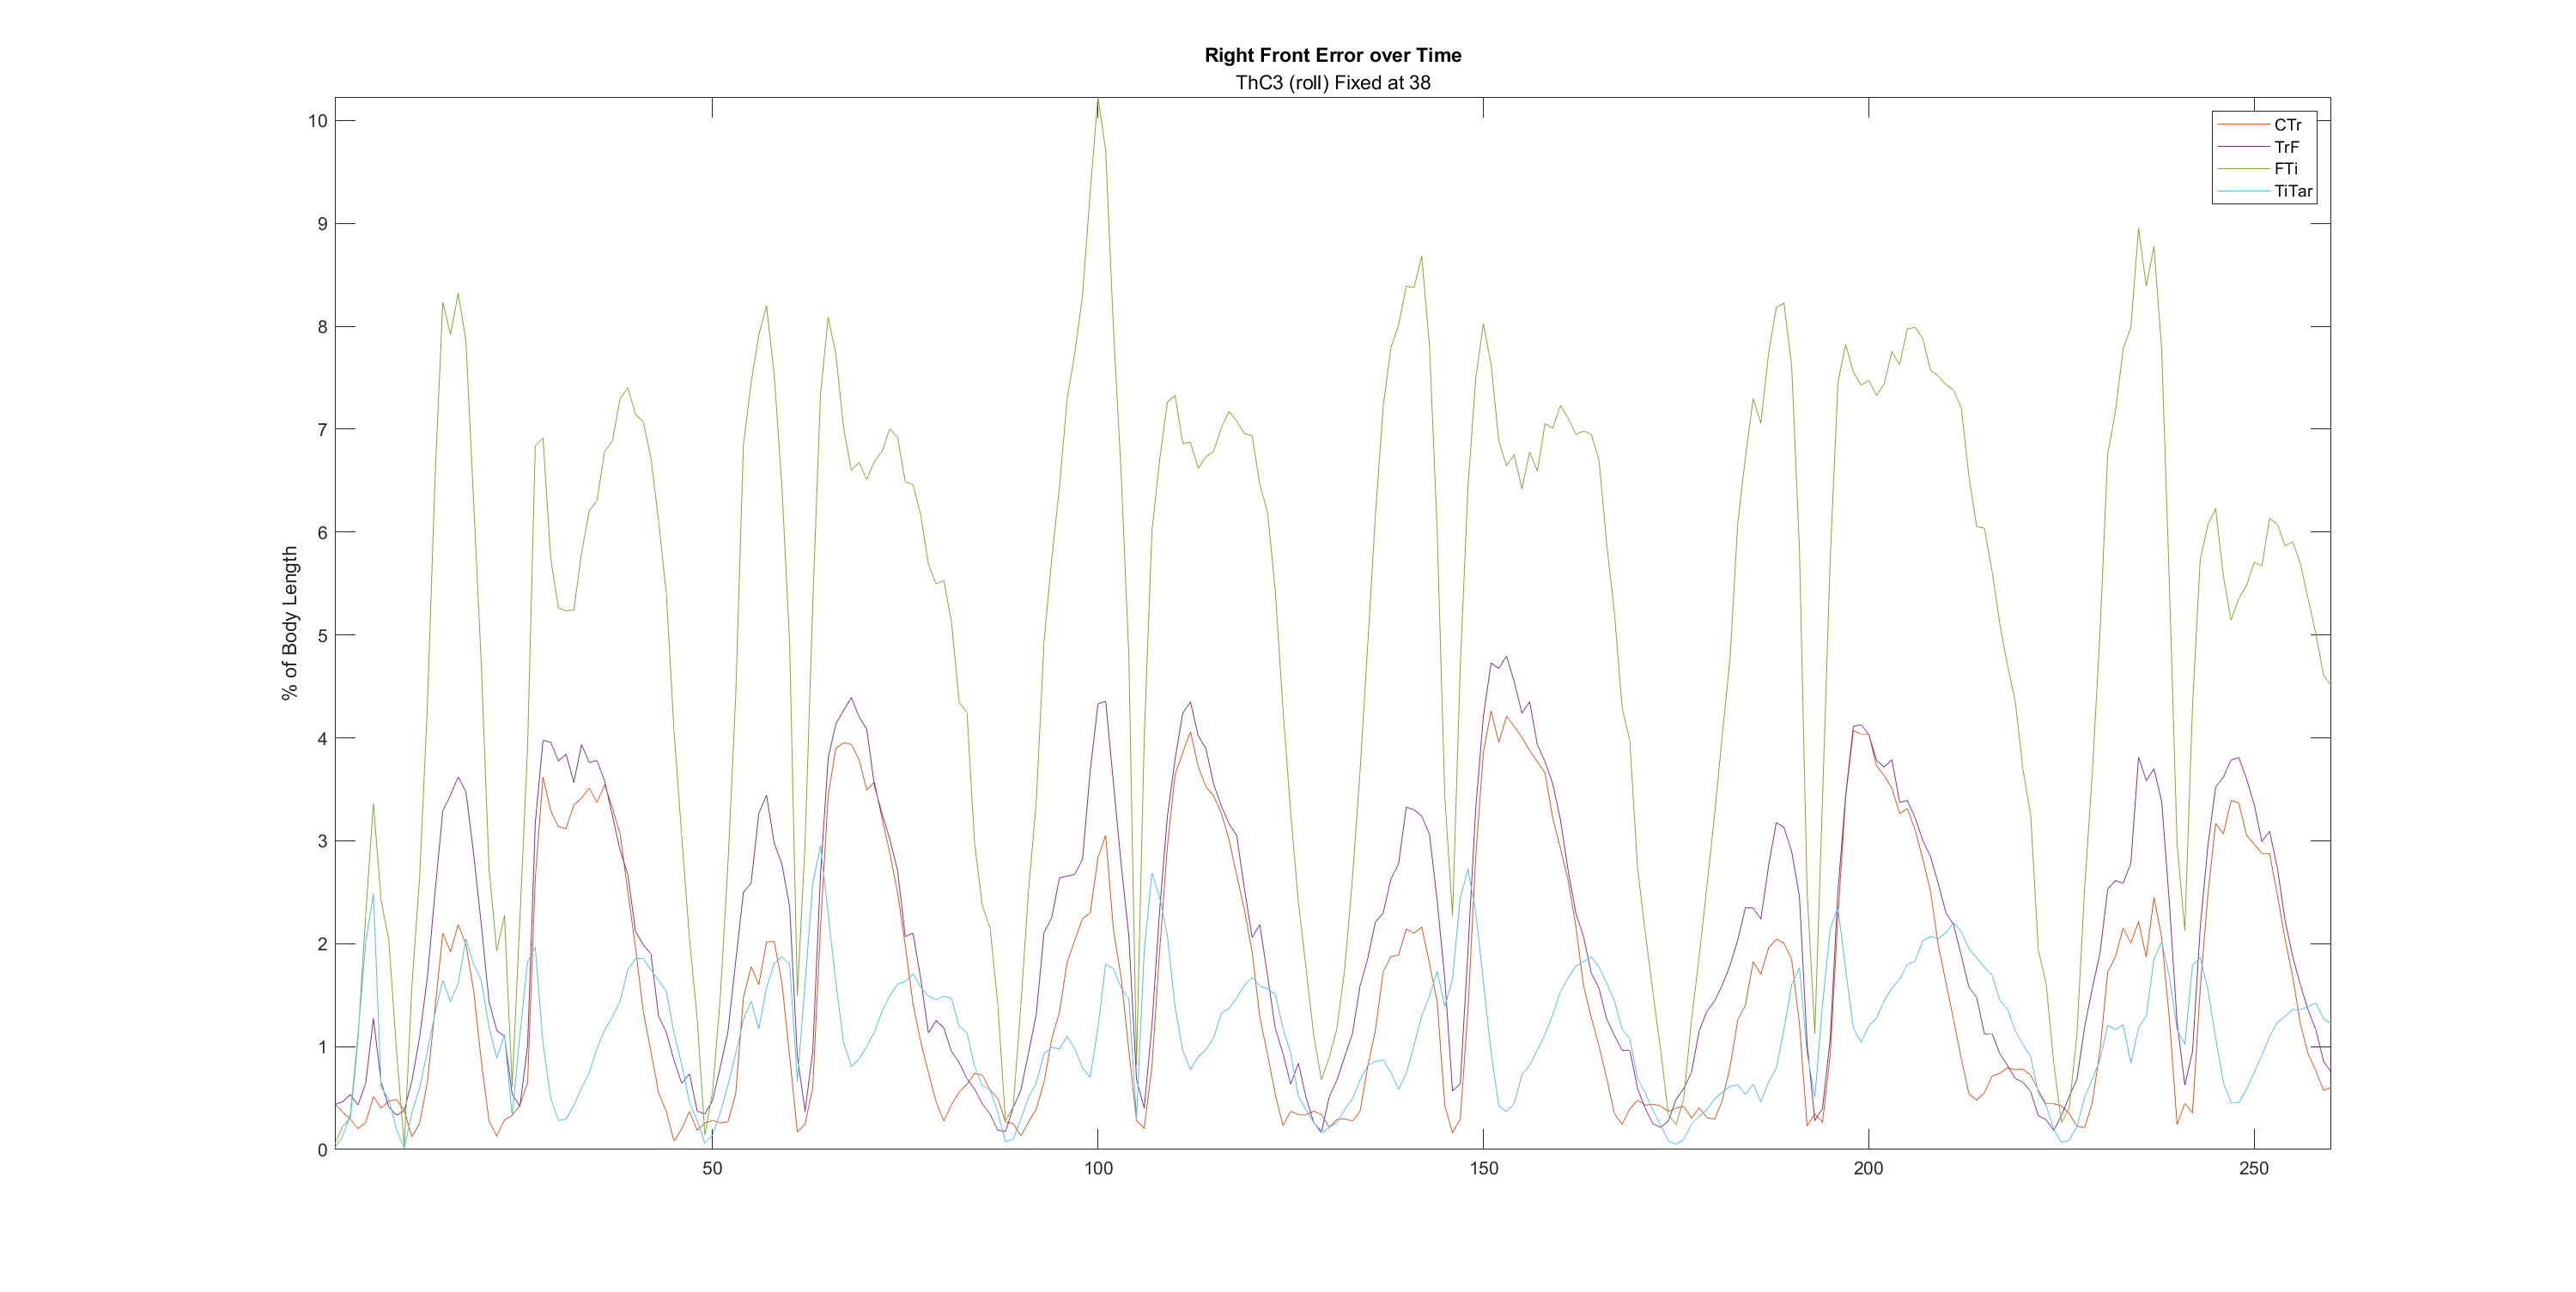 Right Front Error over Time
ThC3 (roll) Fixed at 38
10
9
8
7
6
5
4
3
2
1
0
% of Body Length
50
100
150
200
250
CTr
TrF
FTi
TiTar